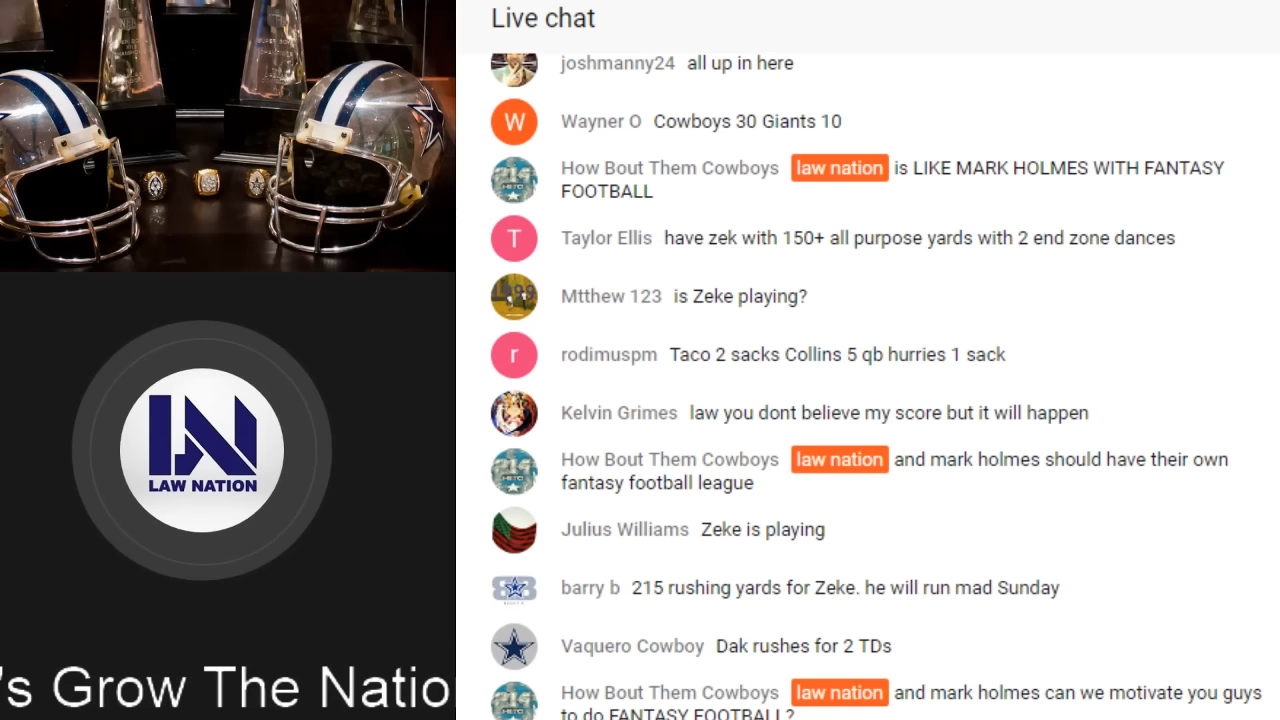 Live chat
joshmanny24 all up in here
W
Wayner O Cowboys 30 Giants 10
How Bout Them Cowboys law nation is LIKE MARK HOLMES WITH FANTASY
FOOTBALL
T
Taylor Ellis have zek with 150+ all purpose yards with 2 end zone dances
Mtthew 123 is Zeke playing?
r
rodimuspm Taco 2 sacks Collins 5 qb hurries 1 sack
Kelvin Grimes law you dont believe my score but it will happen
How Bout Them Cowboys law nation and mark holmes should have their own
fantasy football league
Julius Williams Zeke is playing
barry b 215 rushing yards for Zeke. he will run mad Sunday
Vaquero Cowboy Dak rushes for 2 TDs
How Bout Them Cowboys law nation and mark holmes can we motivate you guys
to do FANTASY FOOTBALL?
LN
LAW NATION
's Grow The Natio